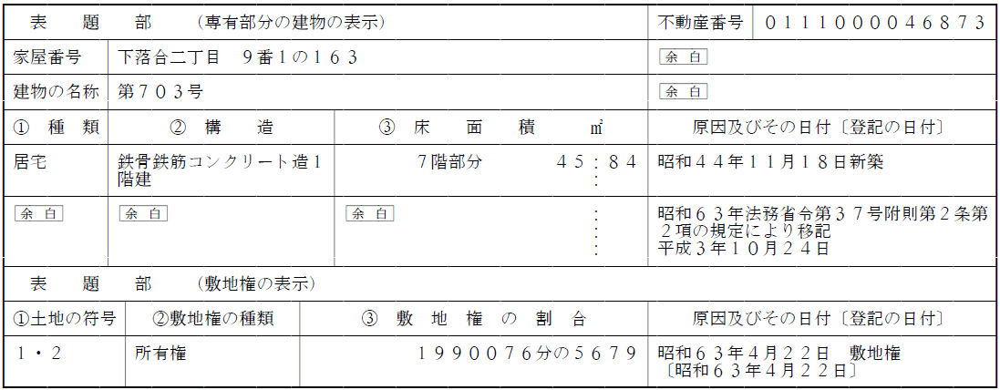 表　題　部　（専有部分の建物の表示）　不動産番号　０１１１０００００４６８７３
家屋番号　下落合二丁目　９番１の１６３　余白
建物の名称　第７０３号　余白
①　種　類　②　構　造　③　床　面　積　㎡　原因及びその日付〔登記の日付〕
居宅　鉄骨鉄筋コンクリート造１　７階部分　４５：８４　昭和４４年１１月１８日新築
階建
余白　余白　余白　昭和６３年法務省令第３７号附則第２条第
２項の規定により移記
平成３年１０月２４日
表　題　部　（敷地権の表示）
①土地の符号　②敷地権の種類　③　敷　地　権　の　割　合　原因及びその日付〔登記の日付〕
１・２　所有権　１９９００７６分の５６７９　昭和６３年４月２２日　敷地権
〔昭和６３年４月２２日〕